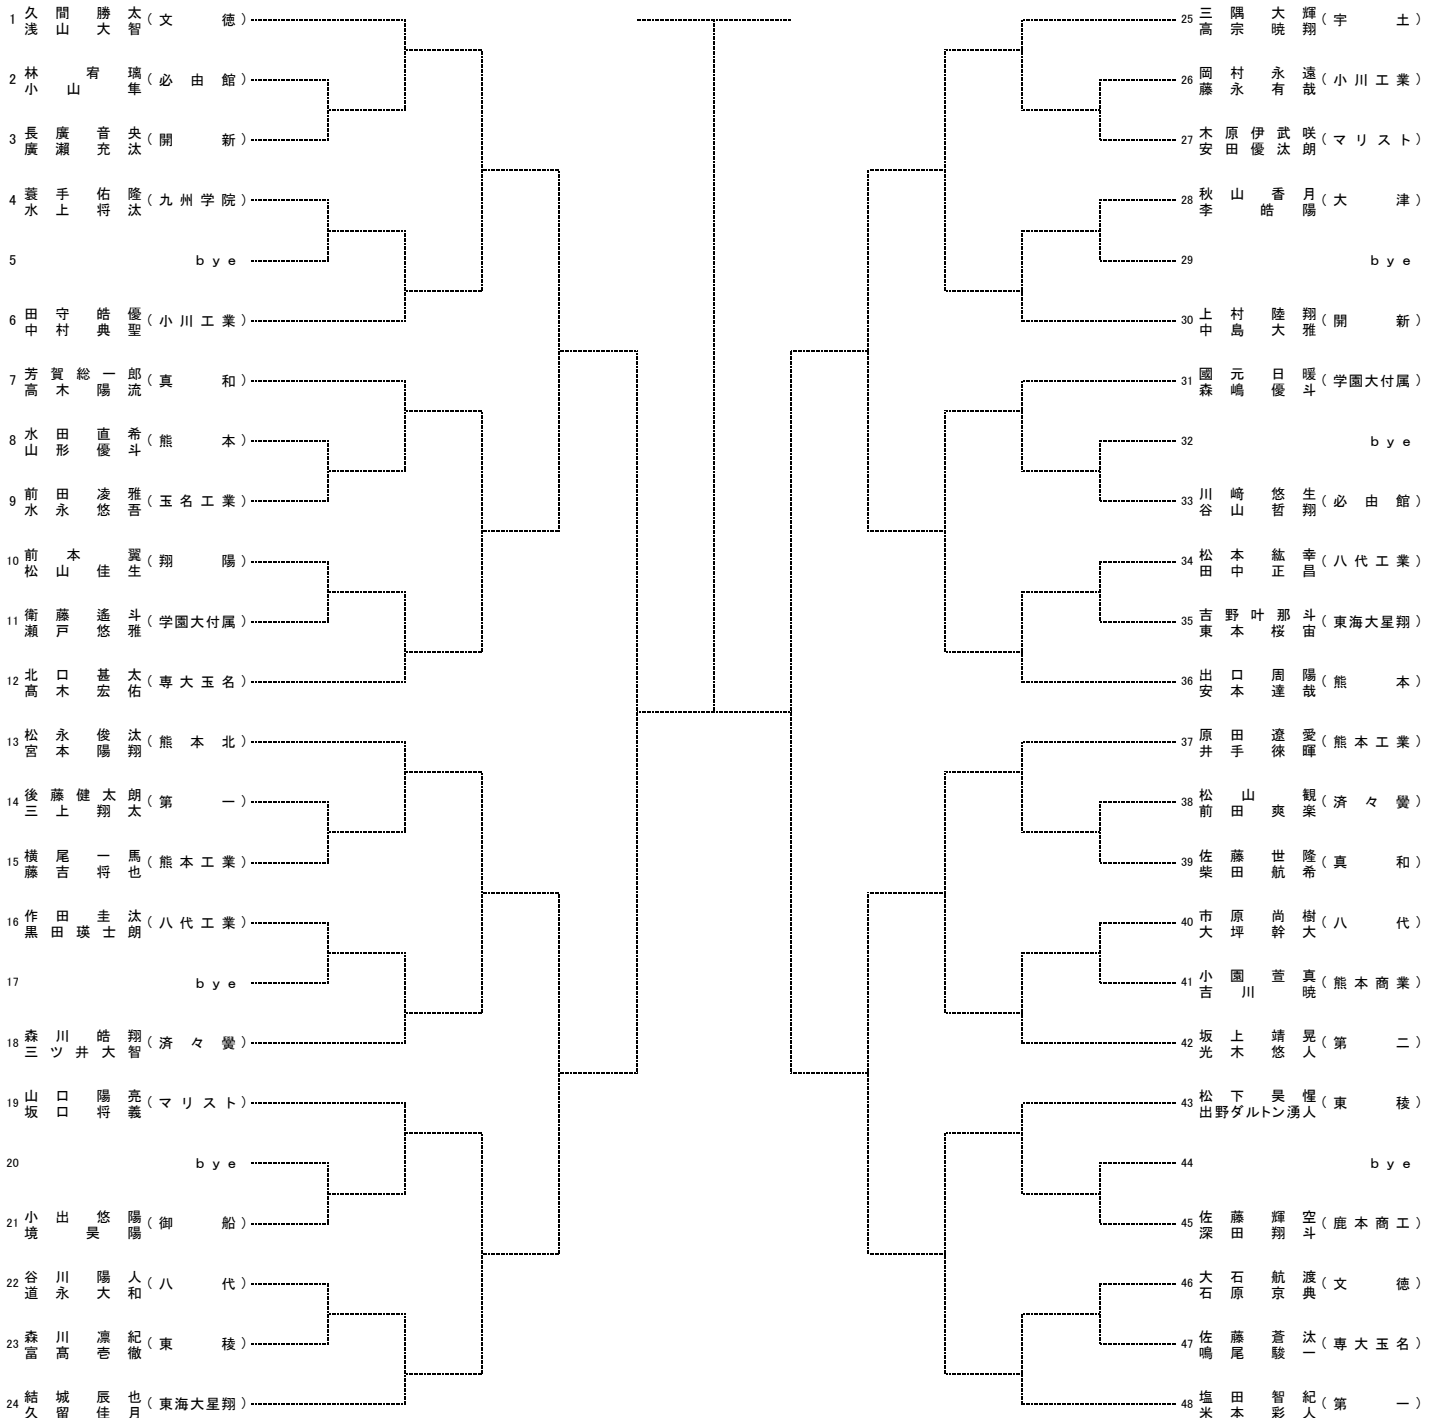 1 久間勝太 浅山大智 (文徳)
2 林宥璃 小山隼 (必由館)
3 長廣音央 廣瀬充汰 (開新)
4 蓑手佑隆 水上将汰 (九州学院)
5 bye
6 田守皓優 中村典聖 (小川工業)
7 芳賀総一郎 高木陽流 (真和)
8 水田直希 山形優斗 (熊本)
9 前田凌雅 水永悠吾 (玉名工業)
10 前本翼 松山佳生 (翔陽)
11 衛藤遙斗 瀬戸悠雅 (学園大付属)
12 北口甚太 髙木宏佑 (専大玉名)
13 松永俊汰 宮本陽翔 (熊本北)
14 後藤健太朗 三上翔太 (第一)
15 横尾一馬 藤吉将也 (熊本工業)
16 作田圭汰 黒田瑛士朗 (八代工業)
17 bye
18 森川皓翔 三ツ井大智 (済々黌)
19 山口陽亮 坂口将義 (マリスト)
20 bye
21 小出悠陽 境昊陽 (御船)
22 谷川陽人 道永大和 (八代)
23 森川凛紀 富髙壱徹 (東稜)
24 結城辰也 久留佳月 (東海大星翔)
25 三隅大輝 高宗暁翔 (宇土)
26 岡村永遠 藤永有哉 (小川工業)
27 木原伊武咲 安田優汰朗 (マリスト)
28 秋山香月 李皓陽 (大津)
29 bye
30 上村陸翔 中島大雅 (開新)
31 國元日暖 森嶋優斗 (学園大付属)
32 bye
33 川﨑悠生 谷山哲翔 (必由館)
34 松本紘幸 田中正昌 (八代工業)
35 吉野叶那斗 東本桜宙 (東海大星翔)
36 出口周陽 安本達哉 (熊本)
37 原田遼愛 井手徠暉 (熊本工業)
38 松山観 前田爽楽 (済々黌)
39 佐藤世隆 柴田航希 (真和)
40 市原尚樹 大坪幹大 (八代)
41 小園萱真 吉川暁 (熊本商業)
42 坂上靖晃 光木悠人 (第二)
43 松下昊惺 出野ダルトン湧人 (東稜)
44 bye
45 佐藤輝空 深田翔斗 (鹿本商工)
46 大石航渡 石原京典 (文徳)
47 佐藤蒼汰 鳴尾駿一 (専大玉名)
48 塩田智紀 米本彩人 (第一)